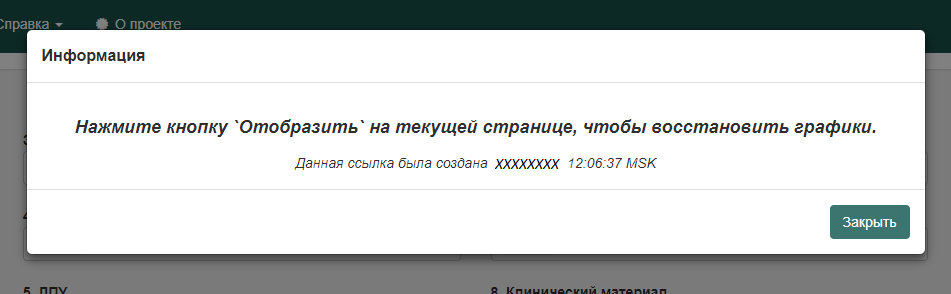 Справка О проекте
Информация
Нажмите кнопку `Отобразить` на текущей странице, чтобы восстановить графики.
Данная ссылка была создана XXXXXXXX 12:06:37 MSK
Закрыть
5. ЛПУ 8. Клинический материал